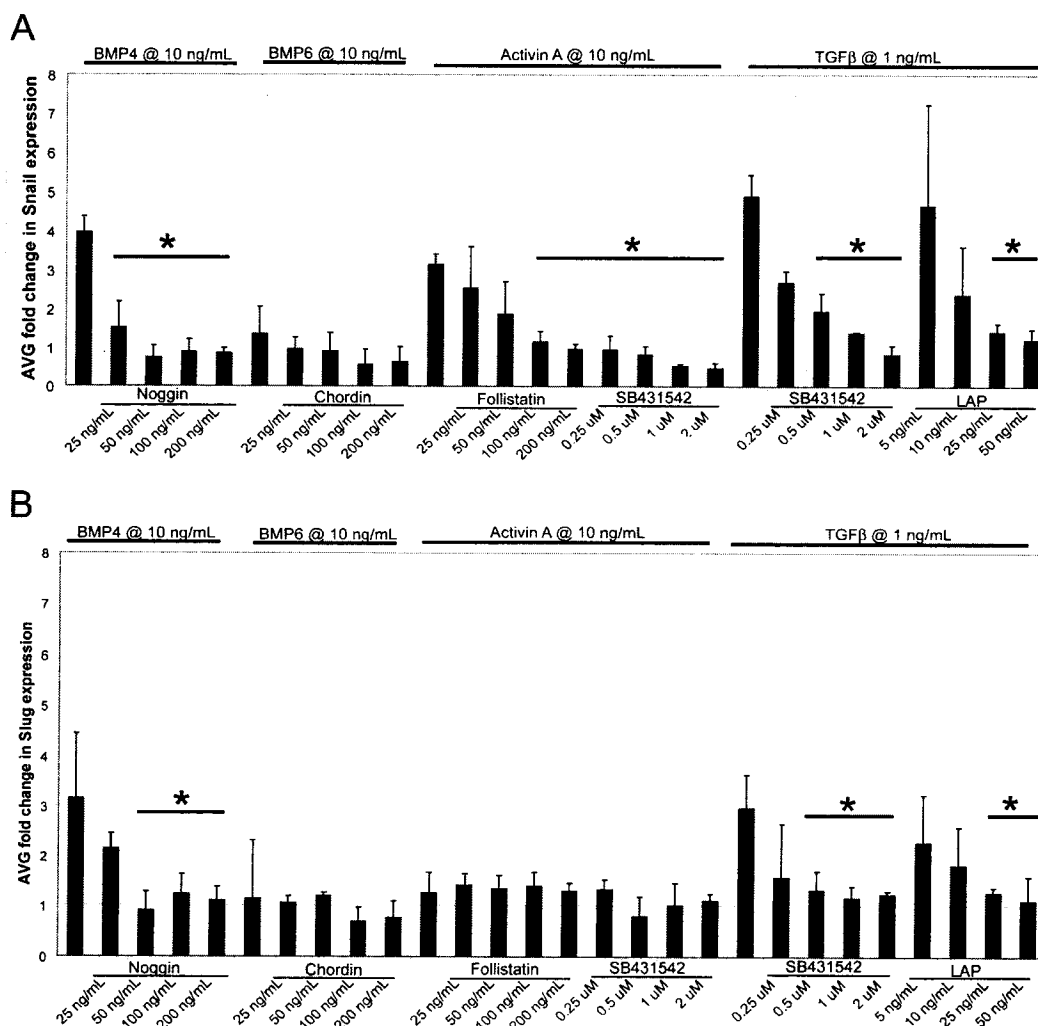 A
BMP4 @ 10 ng/mL BMP6 @ 10 ng/mL Activin A @ 10 ng/mL TGFβ @ 1 ng/mL
AVG fold change in Snail expression
8
7
6
5
4
3
2
1
0
* * * *
Noggin Chordin Follistatin SB431542 SB431542 LAP
25 ng/mL 50 ng/mL 100 ng/mL 200 ng/mL 25 ng/mL 50 ng/mL 100 ng/mL 200 ng/mL 25 ng/mL 50 ng/mL 100 ng/mL 200 ng/mL 0.25 uM 0.5 uM 1 uM 2 uM 0.25 uM 0.5 uM 1 uM 2 uM 5 ng/mL 10 ng/mL 25 ng/mL 50 ng/mL
B
BMP4 @ 10 ng/mL BMP6 @ 10 ng/mL Activin A @ 10 ng/mL TGFβ @ 1 ng/mL
AVG fold change in Slug expression
8
7
6
5
4
3
2
1
0
* * *
Noggin Chordin Follistatin SB431542 SB431542 LAP
25 ng/mL 50 ng/mL 100 ng/mL 200 ng/mL 25 ng/mL 50 ng/mL 100 ng/mL 200 ng/mL 25 ng/mL 50 ng/mL 100 ng/mL 200 ng/mL 0.25 uM 0.5 uM 1 uM 2 uM 0.25 uM 0.5 uM 1 uM 2 uM 5 ng/mL 10 ng/mL 25 ng/mL 50 ng/mL